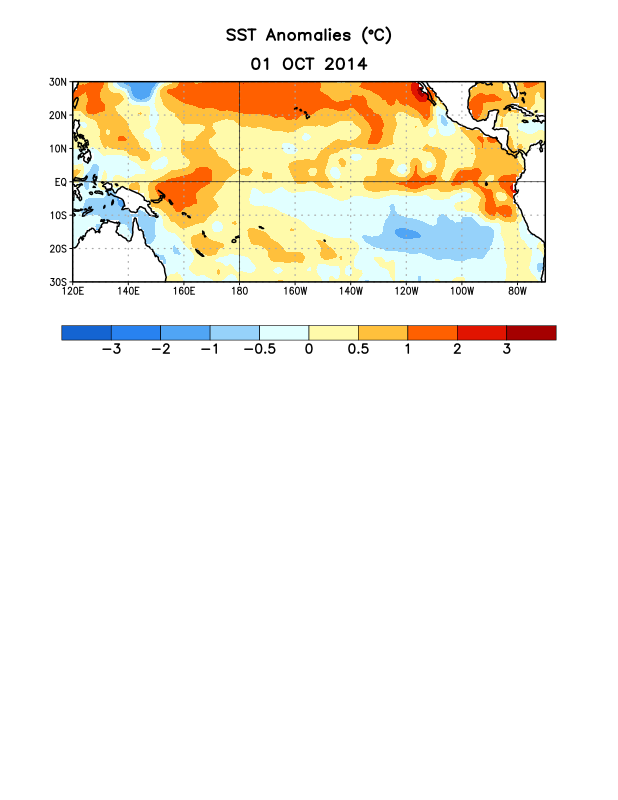 SST Anomalies (°C)
01 OCT 2014
30N
20N
10N
EQ
10S
20S
30S
120E 140E 160E 180 160W 140W 120W 100W 80W
−3 −2 −1 −0.5 0 0.5 1 2 3